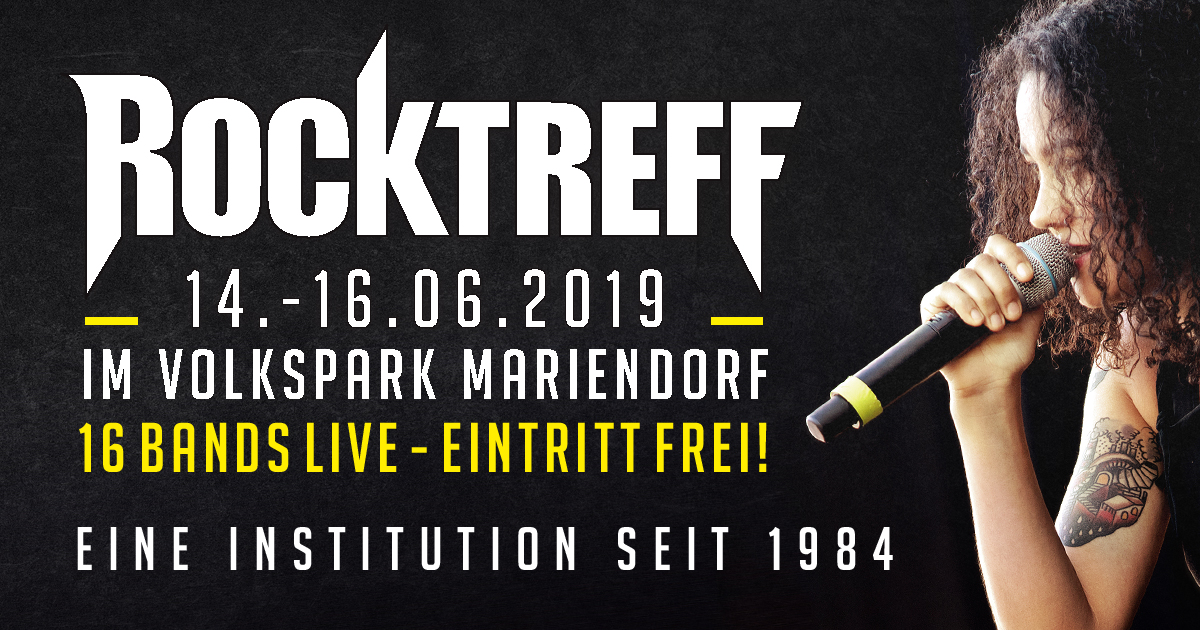 ROCKTREFF
14.-16.06.2019
IM VOLKSPARK MARIENDORF
16 BANDS LIVE - EINTRITT FREI!
EINE INSTITUTION SEIT 1984